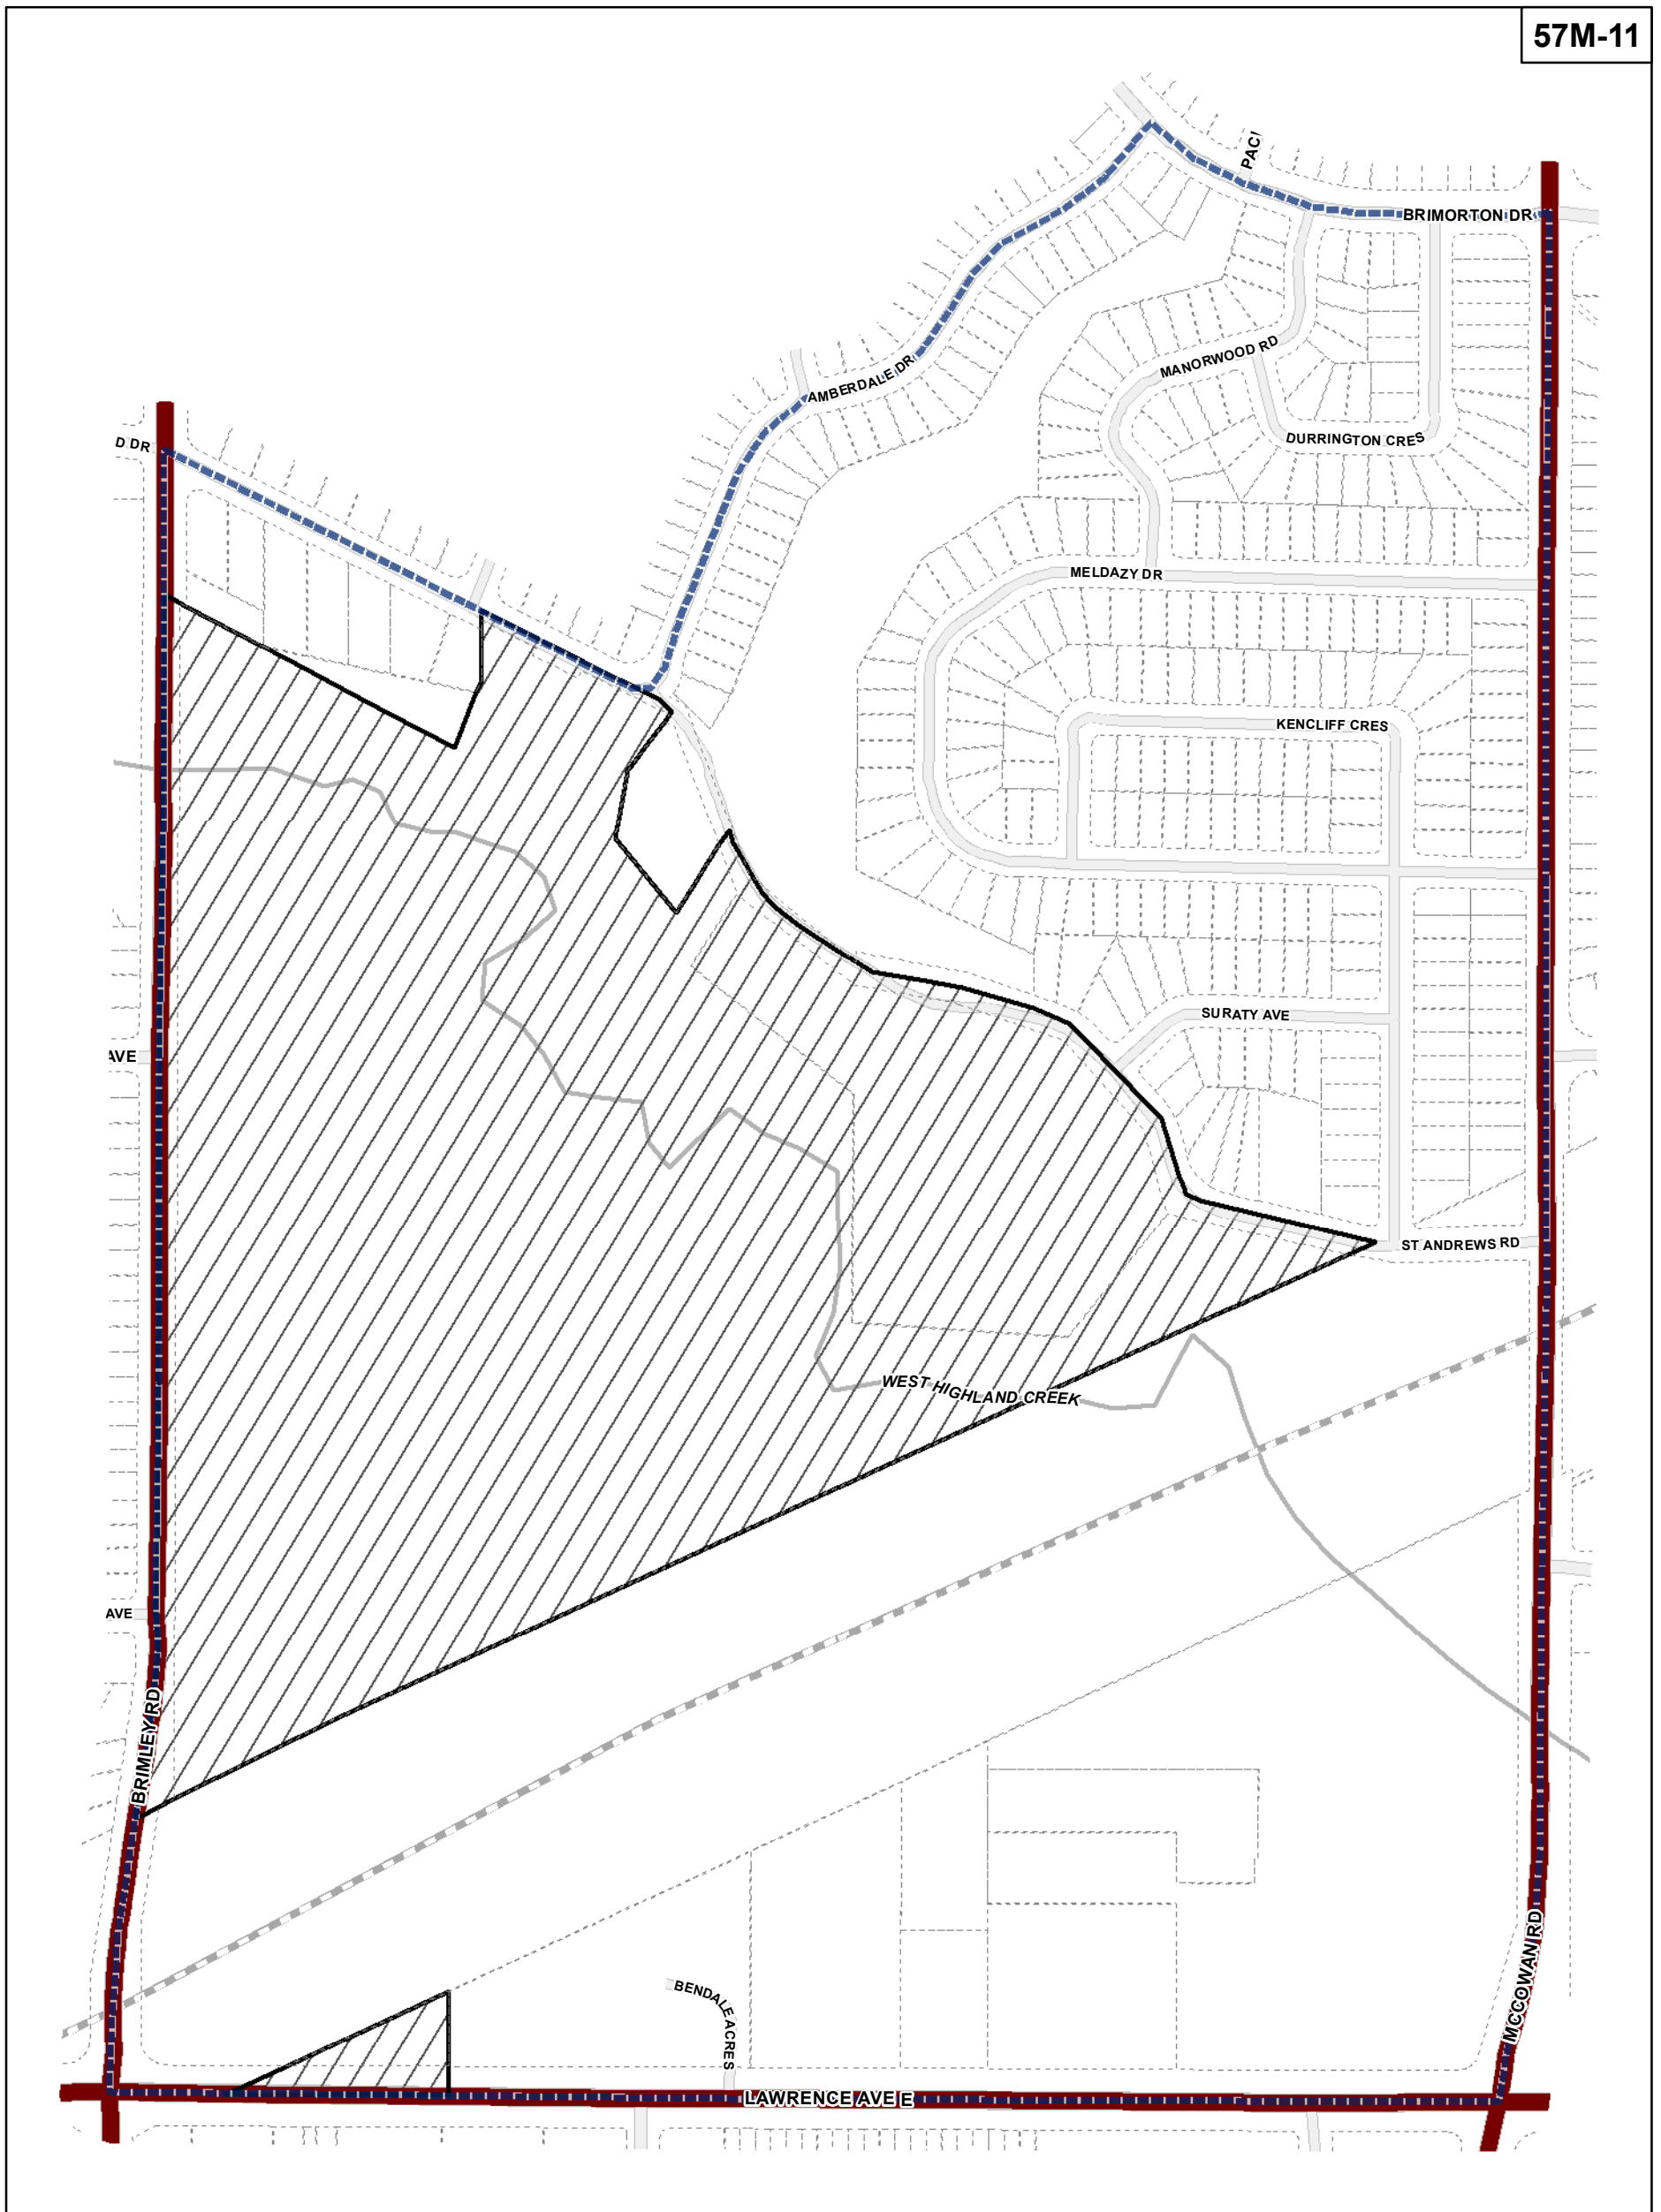 57M-11
PACI
BRIMORTON DR
MANORWOOD RD
AMBERDALE DR
DURRINGTON CRES
D DR
MELDAZY DR
KENCLIFF CRES
SURATY AVE
AVE
ST ANDREWS RD
WEST HIGHLAND CREEK
AVE
BRIMLEY RD
MCCOWAN RD
BENDALE ACRES
LAWRENCE AVE E